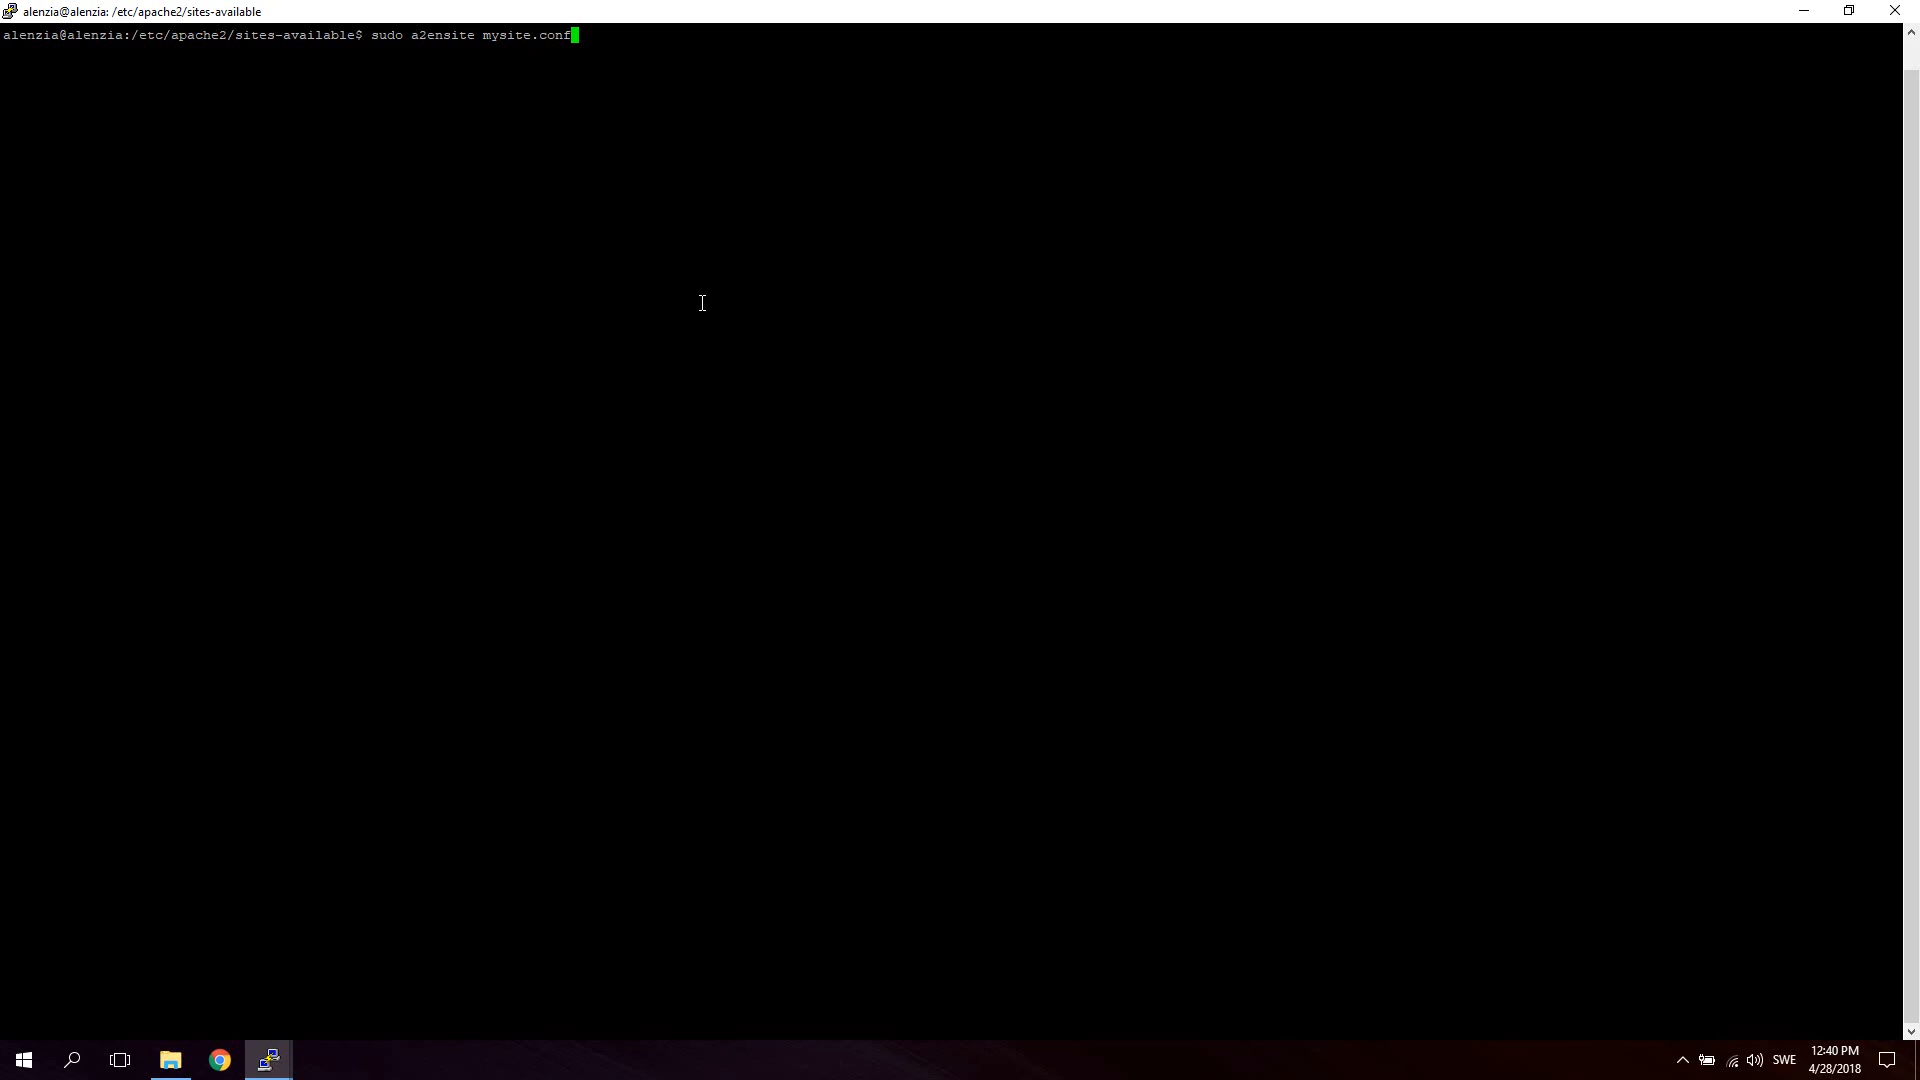 alenzia@alenzia: /etc/apache2/sites-available
alenzia@alenzia:/etc/apache2/sites-available$ sudo a2ensite mysite.conf
SWE
12:40 PM
4/28/2018